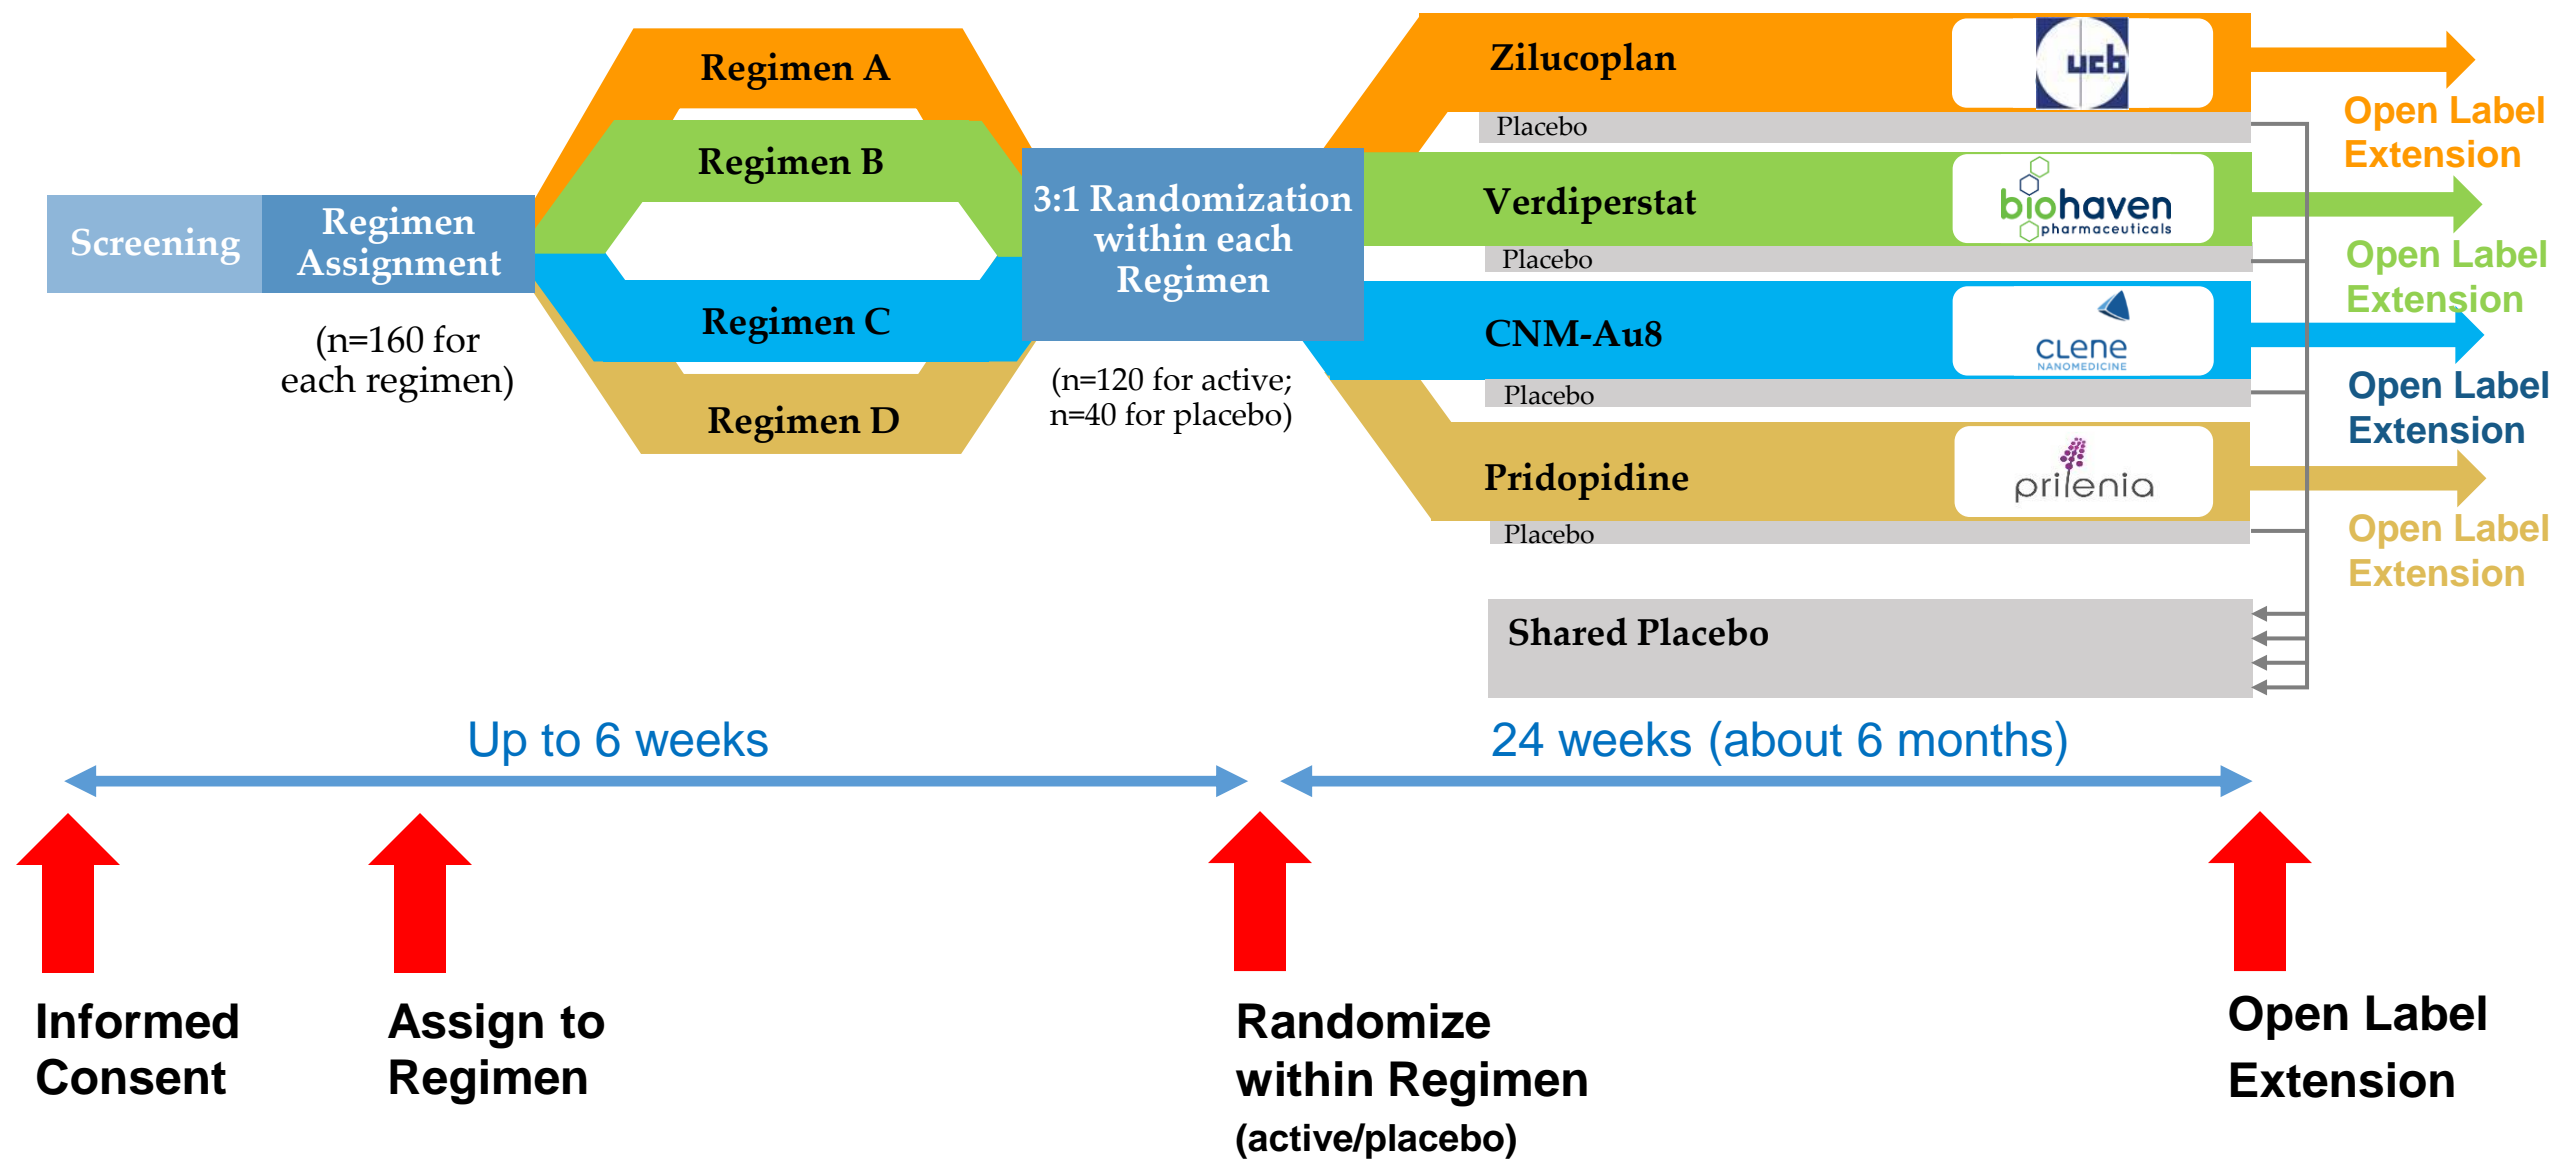 Screening
Regimen
Assignment
(n=160 for
each regimen)
Regimen A
Regimen B
Regimen C
Regimen D
3:1 Randomization
within each
Regimen
(n=120 for active;
n=40 for placebo)
Zilucoplan
ucb
Placebo
Verdiperstat
biohaven
pharmaceuticals
Placebo
CNM-Au8
CLene
NANOMEDICINE
Placebo
Pridopidine
prilenia
Placebo
Shared Placebo
Open Label
Extension
Open Label
Extension
Open Label
Extension
Open Label
Extension
Up to 6 weeks
24 weeks (about 6 months)
Informed
Consent
Assign to
Regimen
Randomize
within Regimen
(active/placebo)
Open Label
Extension